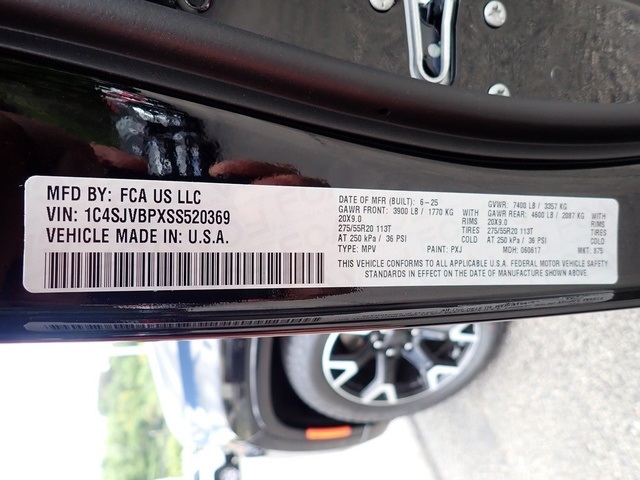 MFD BY: FCA US LLC
VIN: 1C4SJVBPXSS520369
VEHICLE MADE IN: U.S.A.
DATE OF MFR (BUILT): 6-25 GVWR: 7400 LB / 3357 KG
GAWR FRONT: 3900 LB / 1770 KG WITH GAWR REAR: 4600 LB / 2087 KG WITH
20X9.0 RIMS 20X9.0 RIMS
275/55R20 113T TIRES 275/55R20 113T TIRES
AT 250 kPa / 36 PSI COLD AT 250 kPa / 36 PSI COLD
TYPE: MPV PAINT: PXJ MDH: 060617 MKT: S75
THIS VEHICLE CONFORMS TO ALL APPLICABLE U.S.A. FEDERAL MOTOR VEHICLE SAFETY
STANDARDS IN EFFECT ON THE DATE OF MANUFACTURE SHOWN ABOVE.